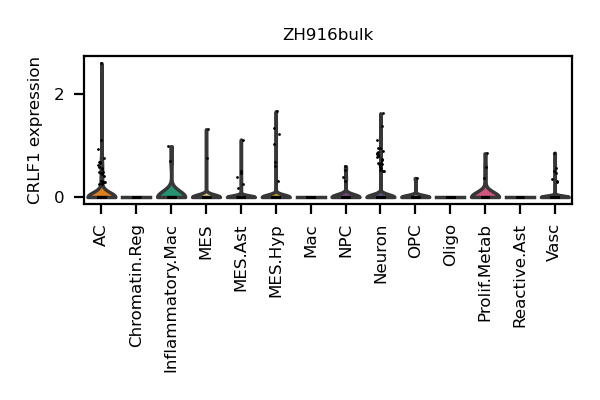 ZH916bulk
CRLF1 expression
2
0
AC
Chromatin.Reg
Inflammatory.Mac
MES
MES.Ast
MES.Hyp
Mac
NPC
Neuron
OPC
Oligo
Prolif.Metab
Reactive.Ast
Vasc